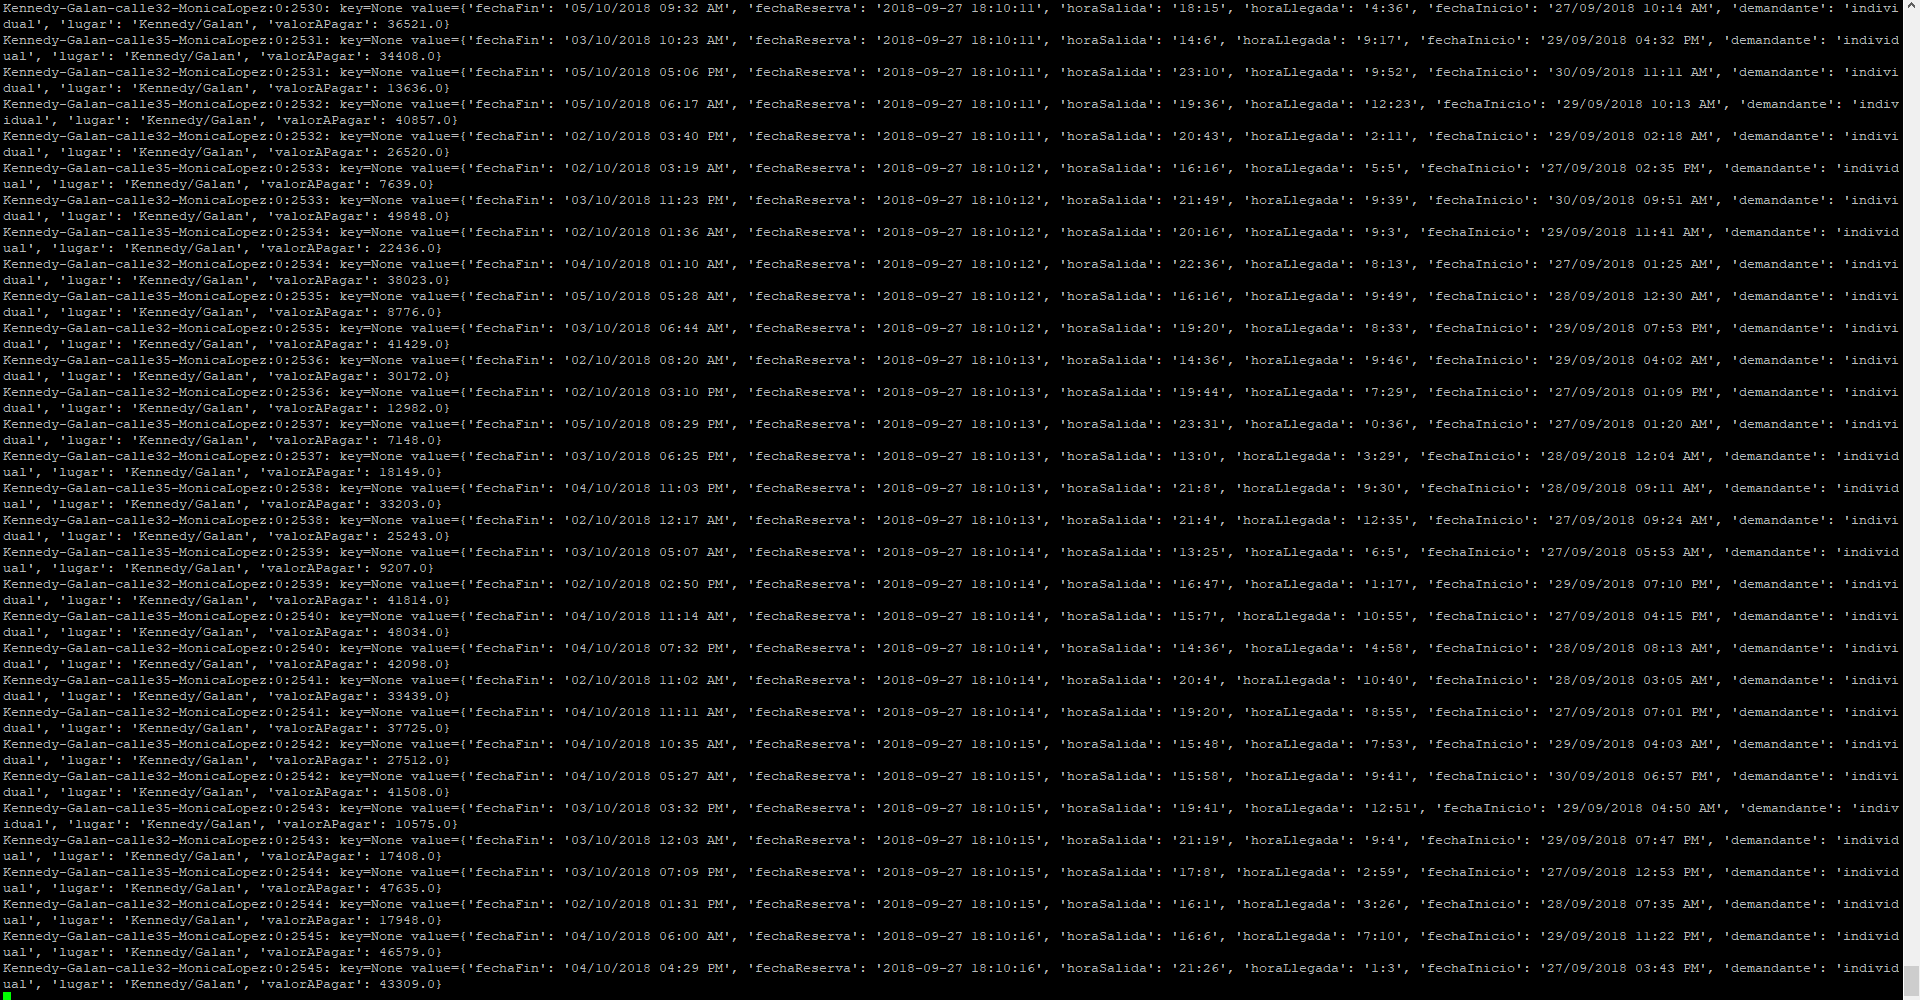 Kennedy-Galan-calle32-MonicaLopez:0:2530: key=None value={'fechaFin': '05/10/2018 09:32 AM', 'fechaReserva': '2018-09-27 18:10:11', 'horaSalida': '18:15', 'horaLlegada': '4:36', 'fechaInicio': '27/09/2018 10:14 AM', 'demandante': 'indivi
dual', 'lugar': 'Kennedy/Galan', 'valorAPagar': 36521.0}
Kennedy-Galan-calle35-MonicaLopez:0:2531: key=None value={'fechaFin': '03/10/2018 10:23 AM', 'fechaReserva': '2018-09-27 18:10:11', 'horaSalida': '14:6', 'horaLlegada': '9:17', 'fechaInicio': '29/09/2018 04:32 PM', 'demandante': 'individ
ual', 'lugar': 'Kennedy/Galan', 'valorAPagar': 34408.0}
Kennedy-Galan-calle32-MonicaLopez:0:2531: key=None value={'fechaFin': '05/10/2018 05:06 PM', 'fechaReserva': '2018-09-27 18:10:11', 'horaSalida': '23:10', 'horaLlegada': '9:52', 'fechaInicio': '30/09/2018 11:11 AM', 'demandante': 'indivi
dual', 'lugar': 'Kennedy/Galan', 'valorAPagar': 13636.0}
Kennedy-Galan-calle35-MonicaLopez:0:2532: key=None value={'fechaFin': '05/10/2018 06:17 AM', 'fechaReserva': '2018-09-27 18:10:11', 'horaSalida': '19:36', 'horaLlegada': '12:23', 'fechaInicio': '29/09/2018 10:13 AM', 'demandante': 'indiv
idual', 'lugar': 'Kennedy/Galan', 'valorAPagar': 40857.0}
Kennedy-Galan-calle32-MonicaLopez:0:2532: key=None value={'fechaFin': '02/10/2018 03:40 PM', 'fechaReserva': '2018-09-27 18:10:11', 'horaSalida': '20:43', 'horaLlegada': '2:11', 'fechaInicio': '29/09/2018 02:18 AM', 'demandante': 'indivi
dual', 'lugar': 'Kennedy/Galan', 'valorAPagar': 26520.0}
Kennedy-Galan-calle35-MonicaLopez:0:2533: key=None value={'fechaFin': '02/10/2018 03:19 AM', 'fechaReserva': '2018-09-27 18:10:12', 'horaSalida': '16:16', 'horaLlegada': '5:5', 'fechaInicio': '27/09/2018 02:35 PM', 'demandante': 'individ
ual', 'lugar': 'Kennedy/Galan', 'valorAPagar': 7639.0}
Kennedy-Galan-calle32-MonicaLopez:0:2533: key=None value={'fechaFin': '03/10/2018 11:23 PM', 'fechaReserva': '2018-09-27 18:10:12', 'horaSalida': '21:49', 'horaLlegada': '9:39', 'fechaInicio': '30/09/2018 09:51 AM', 'demandante': 'indivi
dual', 'lugar': 'Kennedy/Galan', 'valorAPagar': 49848.0}
Kennedy-Galan-calle35-MonicaLopez:0:2534: key=None value={'fechaFin': '02/10/2018 01:36 AM', 'fechaReserva': '2018-09-27 18:10:12', 'horaSalida': '20:16', 'horaLlegada': '9:3', 'fechaInicio': '29/09/2018 11:41 AM', 'demandante': 'individ
ual', 'lugar': 'Kennedy/Galan', 'valorAPagar': 22436.0}
Kennedy-Galan-calle32-MonicaLopez:0:2534: key=None value={'fechaFin': '04/10/2018 01:10 AM', 'fechaReserva': '2018-09-27 18:10:12', 'horaSalida': '22:36', 'horaLlegada': '8:13', 'fechaInicio': '27/09/2018 01:25 AM', 'demandante': 'indivi
dual', 'lugar': 'Kennedy/Galan', 'valorAPagar': 38023.0}
Kennedy-Galan-calle35-MonicaLopez:0:2535: key=None value={'fechaFin': '05/10/2018 05:28 AM', 'fechaReserva': '2018-09-27 18:10:12', 'horaSalida': '16:16', 'horaLlegada': '9:49', 'fechaInicio': '28/09/2018 12:30 AM', 'demandante': 'indivi
dual', 'lugar': 'Kennedy/Galan', 'valorAPagar': 8776.0}
Kennedy-Galan-calle32-MonicaLopez:0:2535: key=None value={'fechaFin': '03/10/2018 06:44 AM', 'fechaReserva': '2018-09-27 18:10:12', 'horaSalida': '19:20', 'horaLlegada': '8:33', 'fechaInicio': '29/09/2018 07:53 PM', 'demandante': 'indivi
dual', 'lugar': 'Kennedy/Galan', 'valorAPagar': 41429.0}
Kennedy-Galan-calle35-MonicaLopez:0:2536: key=None value={'fechaFin': '02/10/2018 08:20 AM', 'fechaReserva': '2018-09-27 18:10:13', 'horaSalida': '14:36', 'horaLlegada': '9:46', 'fechaInicio': '29/09/2018 04:02 PM', 'demandante': 'indivi
dual', 'lugar': 'Kennedy/Galan', 'valorAPagar': 30172.0}
Kennedy-Galan-calle32-MonicaLopez:0:2536: key=None value={'fechaFin': '02/10/2018 03:10 PM', 'fechaReserva': '2018-09-27 18:10:13', 'horaSalida': '19:44', 'horaLlegada': '7:29', 'fechaInicio': '27/09/2018 01:09 PM', 'demandante': 'indivi
dual', 'lugar': 'Kennedy/Galan', 'valorAPagar': 12982.0}
Kennedy-Galan-calle35-MonicaLopez:0:2537: key=None value={'fechaFin': '05/10/2018 08:29 PM', 'fechaReserva': '2018-09-27 18:10:13', 'horaSalida': '23:31', 'horaLlegada': '0:36', 'fechaInicio': '27/09/2018 01:20 AM', 'demandante': 'indivi
dual', 'lugar': 'Kennedy/Galan', 'valorAPagar': 7148.0}
Kennedy-Galan-calle32-MonicaLopez:0:2537: key=None value={'fechaFin': '03/10/2018 06:25 PM', 'fechaReserva': '2018-09-27 18:10:13', 'horaSalida': '13:0', 'horaLlegada': '3:29', 'fechaInicio': '28/09/2018 12:04 AM', 'demandante': 'individ
ual', 'lugar': 'Kennedy/Galan', 'valorAPagar': 18149.0}
Kennedy-Galan-calle35-MonicaLopez:0:2538: key=None value={'fechaFin': '04/10/2018 11:03 PM', 'fechaReserva': '2018-09-27 18:10:13', 'horaSalida': '21:8', 'horaLlegada': '9:30', 'fechaInicio': '28/09/2018 09:11 AM', 'demandante': 'individ
ual', 'lugar': 'Kennedy/Galan', 'valorAPagar': 33203.0}
Kennedy-Galan-calle32-MonicaLopez:0:2538: key=None value={'fechaFin': '02/10/2018 12:17 AM', 'fechaReserva': '2018-09-27 18:10:13', 'horaSalida': '21:4', 'horaLlegada': '12:35', 'fechaInicio': '27/09/2018 09:24 AM', 'demandante': 'indivi
dual', 'lugar': 'Kennedy/Galan', 'valorAPagar': 25243.0}
Kennedy-Galan-calle35-MonicaLopez:0:2539: key=None value={'fechaFin': '03/10/2018 05:07 AM', 'fechaReserva': '2018-09-27 18:10:14', 'horaSalida': '13:25', 'horaLlegada': '6:5', 'fechaInicio': '27/09/2018 05:53 AM', 'demandante': 'individ
ual', 'lugar': 'Kennedy/Galan', 'valorAPagar': 9207.0}
Kennedy-Galan-calle32-MonicaLopez:0:2539: key=None value={'fechaFin': '02/10/2018 02:50 PM', 'fechaReserva': '2018-09-27 18:10:14', 'horaSalida': '16:47', 'horaLlegada': '1:17', 'fechaInicio': '29/09/2018 07:10 PM', 'demandante': 'indivi
dual', 'lugar': 'Kennedy/Galan', 'valorAPagar': 41814.0}
Kennedy-Galan-calle35-MonicaLopez:0:2540: key=None value={'fechaFin': '04/10/2018 11:14 AM', 'fechaReserva': '2018-09-27 18:10:14', 'horaSalida': '15:7', 'horaLlegada': '10:55', 'fechaInicio': '27/09/2018 04:15 PM', 'demandante': 'indivi
dual', 'lugar': 'Kennedy/Galan', 'valorAPagar': 48034.0}
Kennedy-Galan-calle32-MonicaLopez:0:2540: key=None value={'fechaFin': '04/10/2018 07:32 PM', 'fechaReserva': '2018-09-27 18:10:14', 'horaSalida': '14:36', 'horaLlegada': '4:58', 'fechaInicio': '28/09/2018 08:13 AM', 'demandante': 'indivi
dual', 'lugar': 'Kennedy/Galan', 'valorAPagar': 42098.0}
Kennedy-Galan-calle35-MonicaLopez:0:2541: key=None value={'fechaFin': '02/10/2018 11:02 AM', 'fechaReserva': '2018-09-27 18:10:14', 'horaSalida': '20:4', 'horaLlegada': '10:40', 'fechaInicio': '28/09/2018 03:05 AM', 'demandante': 'indivi
dual', 'lugar': 'Kennedy/Galan', 'valorAPagar': 33439.0}
Kennedy-Galan-calle32-MonicaLopez:0:2541: key=None value={'fechaFin': '04/10/2018 11:11 AM', 'fechaReserva': '2018-09-27 18:10:14', 'horaSalida': '19:20', 'horaLlegada': '8:55', 'fechaInicio': '27/09/2018 07:01 PM', 'demandante': 'indivi
dual', 'lugar': 'Kennedy/Galan', 'valorAPagar': 37725.0}
Kennedy-Galan-calle35-MonicaLopez:0:2542: key=None value={'fechaFin': '04/10/2018 10:35 AM', 'fechaReserva': '2018-09-27 18:10:15', 'horaSalida': '15:48', 'horaLlegada': '7:53', 'fechaInicio': '29/09/2018 04:03 AM', 'demandante': 'indivi
dual', 'lugar': 'Kennedy/Galan', 'valorAPagar': 27512.0}
Kennedy-Galan-calle32-MonicaLopez:0:2542: key=None value={'fechaFin': '04/10/2018 05:27 AM', 'fechaReserva': '2018-09-27 18:10:15', 'horaSalida': '15:58', 'horaLlegada': '9:41', 'fechaInicio': '30/09/2018 06:57 PM', 'demandante': 'indivi
dual', 'lugar': 'Kennedy/Galan', 'valorAPagar': 41508.0}
Kennedy-Galan-calle35-MonicaLopez:0:2543: key=None value={'fechaFin': '03/10/2018 03:32 PM', 'fechaReserva': '2018-09-27 18:10:15', 'horaSalida': '19:41', 'horaLlegada': '12:51', 'fechaInicio': '29/09/2018 04:50 AM', 'demandante': 'indiv
idual', 'lugar': 'Kennedy/Galan', 'valorAPagar': 10575.0}
Kennedy-Galan-calle32-MonicaLopez:0:2543: key=None value={'fechaFin': '03/10/2018 12:03 AM', 'fechaReserva': '2018-09-27 18:10:15', 'horaSalida': '21:19', 'horaLlegada': '9:4', 'fechaInicio': '29/09/2018 07:47 PM', 'demandante': 'individ
ual', 'lugar': 'Kennedy/Galan', 'valorAPagar': 17408.0}
Kennedy-Galan-calle35-MonicaLopez:0:2544: key=None value={'fechaFin': '03/10/2018 07:09 PM', 'fechaReserva': '2018-09-27 18:10:15', 'horaSalida': '17:8', 'horaLlegada': '2:59', 'fechaInicio': '27/09/2018 12:53 PM', 'demandante': 'individ
ual', 'lugar': 'Kennedy/Galan', 'valorAPagar': 47635.0}
Kennedy-Galan-calle32-MonicaLopez:0:2544: key=None value={'fechaFin': '02/10/2018 01:31 PM', 'fechaReserva': '2018-09-27 18:10:15', 'horaSalida': '16:1', 'horaLlegada': '3:26', 'fechaInicio': '28/09/2018 07:35 AM', 'demandante': 'individ
ual', 'lugar': 'Kennedy/Galan', 'valorAPagar': 17948.0}
Kennedy-Galan-calle35-MonicaLopez:0:2545: key=None value={'fechaFin': '04/10/2018 06:00 AM', 'fechaReserva': '2018-09-27 18:10:16', 'horaSalida': '16:6', 'horaLlegada': '7:10', 'fechaInicio': '29/09/2018 11:22 PM', 'demandante': 'individ
ual', 'lugar': 'Kennedy/Galan', 'valorAPagar': 46579.0}
Kennedy-Galan-calle32-MonicaLopez:0:2545: key=None value={'fechaFin': '04/10/2018 04:29 PM', 'fechaReserva': '2018-09-27 18:10:16', 'horaSalida': '21:26', 'horaLlegada': '1:3', 'fechaInicio': '27/09/2018 03:43 PM', 'demandante': 'individ
ual', 'lugar': 'Kennedy/Galan', 'valorAPagar': 43309.0}